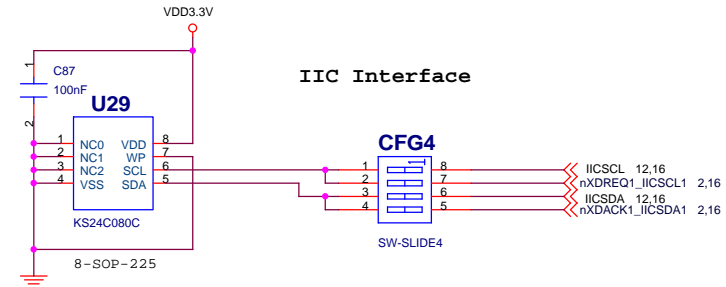 VDD3.3V
IIC Interface
1
C87
100nF
2
U29
1 NC0 VDD 8
2 NC1 WP 7
3 NC2 SCL 6
4 VSS SDA 5
KS24C080C
8-SOP-225
CFG4
1
1 8
2 7
3 6
4 5
SW-SLIDE4
IICSCL 12,16
nXDREQ1_IICSCL1 2,16
IICSDA 12,16
nXDACK1_IICSDA1 2,16